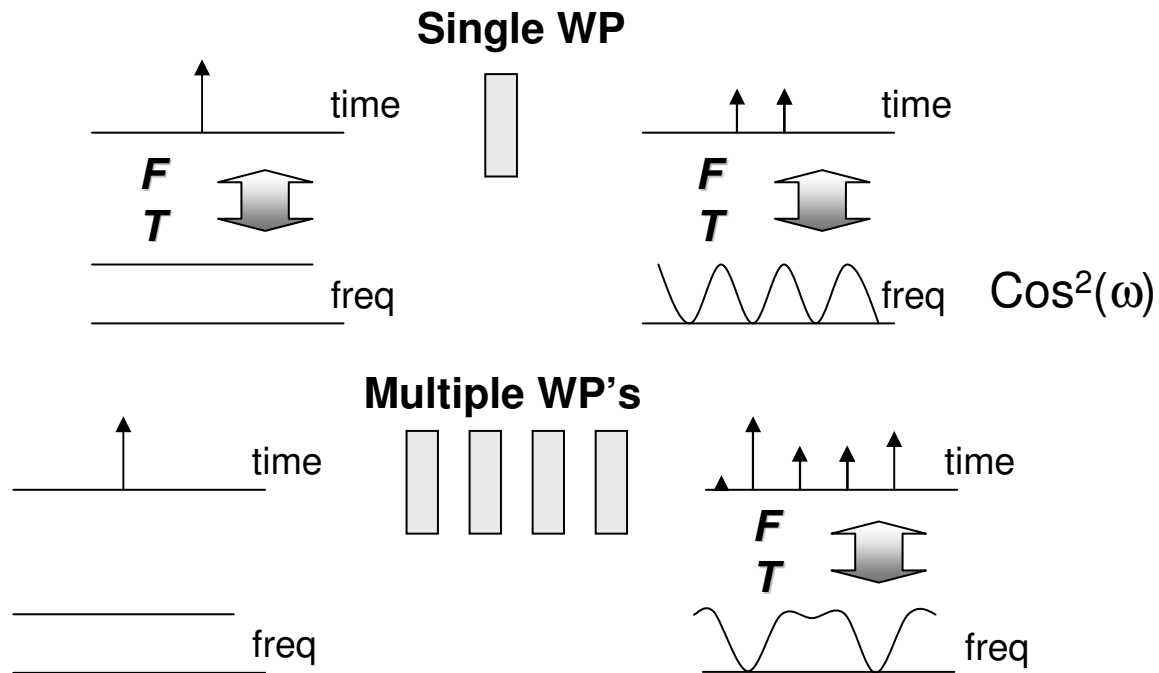 Single WP
time
time
F
T
F
T
freq
freq
Cos²(ω)
Multiple WP's
time
time
F
T
freq
freq